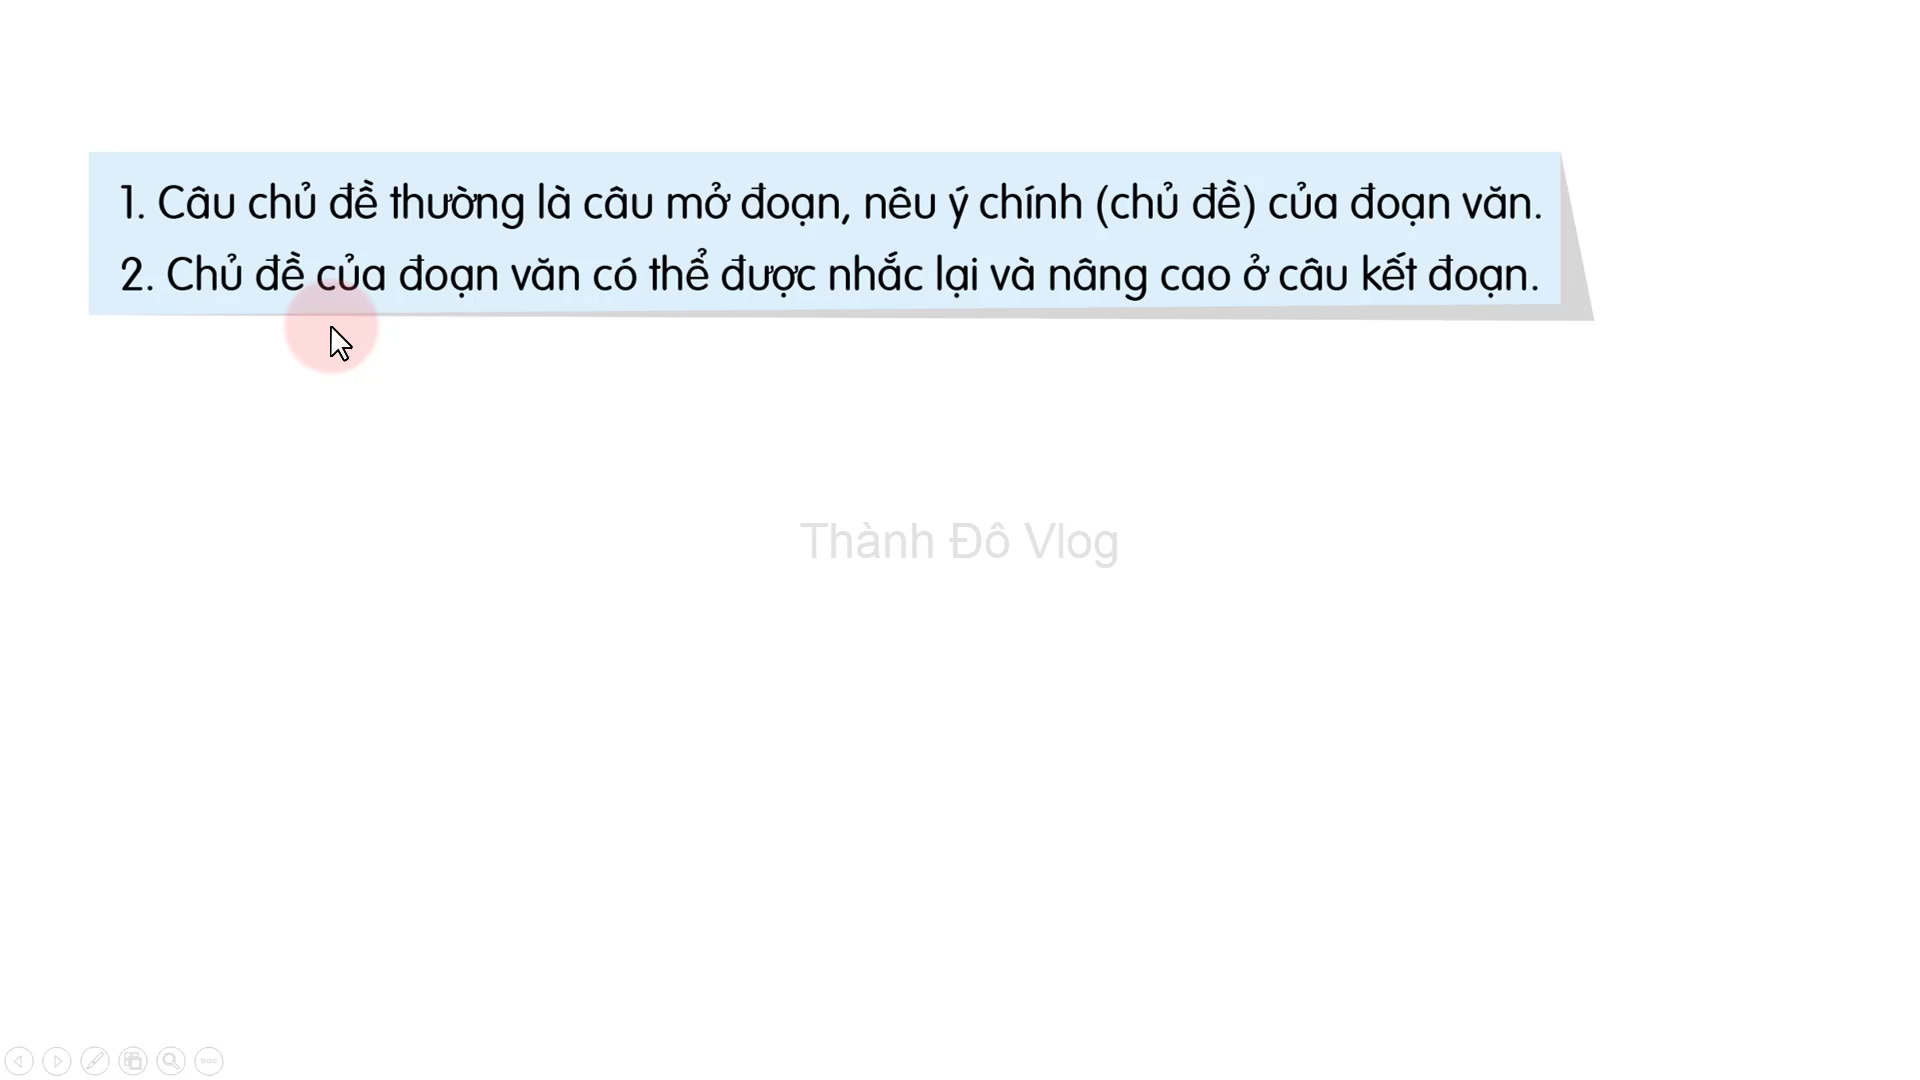 1. Câu chủ đề thường là câu mở đoạn, nêu ý chính (chủ đề) của đoạn văn.
2. Chủ đề của đoạn văn có thể được nhắc lại và nâng cao ở câu kết đoạn.
Thành Đô Vlog